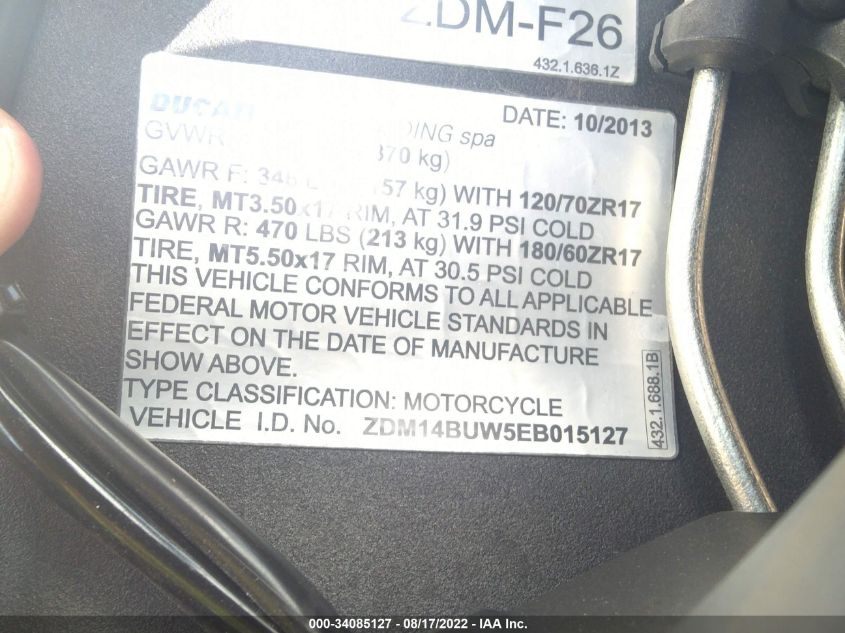 ZDM-F26
432.1.636.1Z
DUCATI DING spa DATE: 10/2013
GVWR 370 kg)
GAWR F: 346 157 kg) WITH 120/70ZR17
TIRE, MT3.50x17 RIM, AT 31.9 PSI COLD
GAWR R: 470 LBS (213 kg) WITH 180/60ZR17
TIRE, MT5.50x17 RIM, AT 30.5 PSI COLD
THIS VEHICLE CONFORMS TO ALL APPLICABLE
FEDERAL MOTOR VEHICLE STANDARDS IN
EFFECT ON THE DATE OF MANUFACTURE
SHOW ABOVE.
TYPE CLASSIFICATION: MOTORCYCLE
VEHICLE I.D. No. ZDM14BUW5EB015127
432.1.688.1B
000-34085127 - 08/17/2022 - IAA Inc.